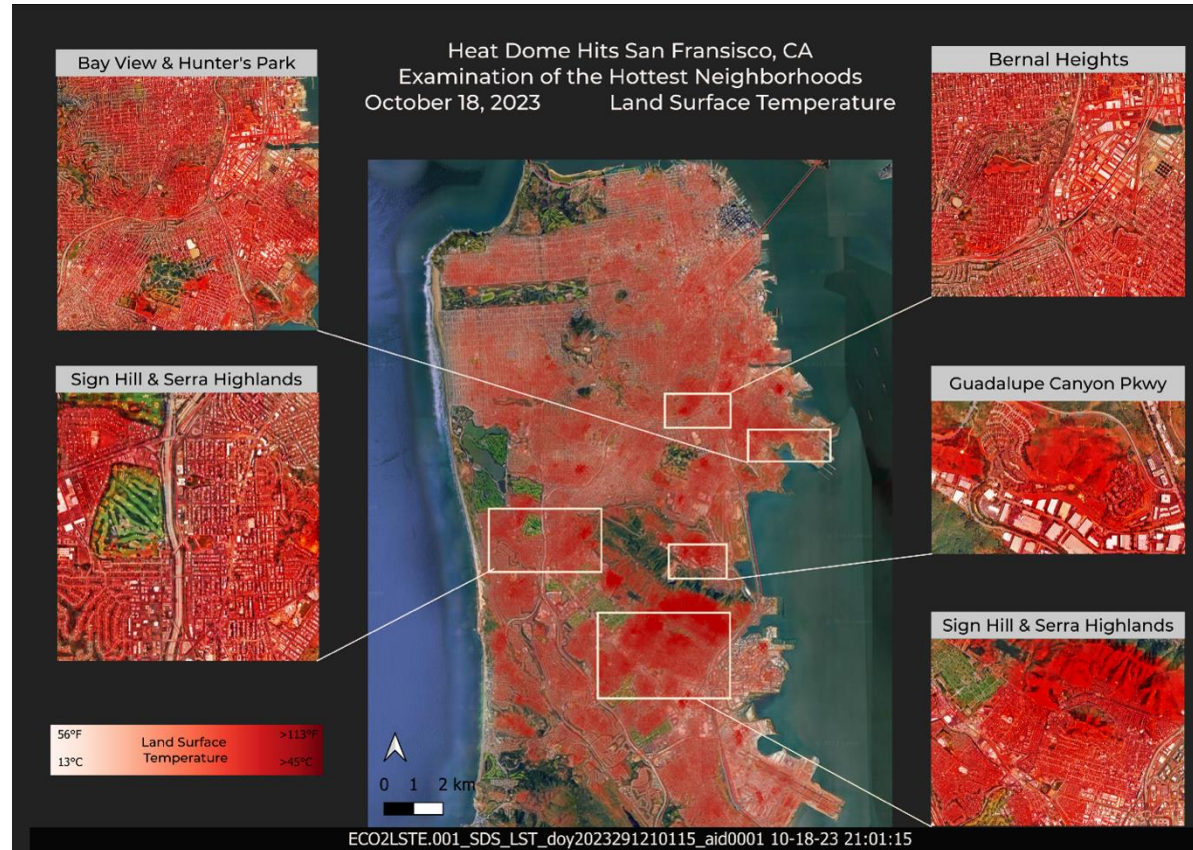 Heat Dome Hits San Fransisco, CA
Examination of the Hottest Neighborhoods
October 18, 2023 Land Surface Temperature
Bay View & Hunter's Park
Bernal Heights
Sign Hill & Serra Highlands
Guadalupe Canyon Pkwy
Sign Hill & Serra Highlands
56°F Land Surface >113°F
13°C Temperature >45°C
0 1 2 km
ECO2LSTE.001_SDS_LST_doy2023291210115_aid0001 10-18-23 21:01:15